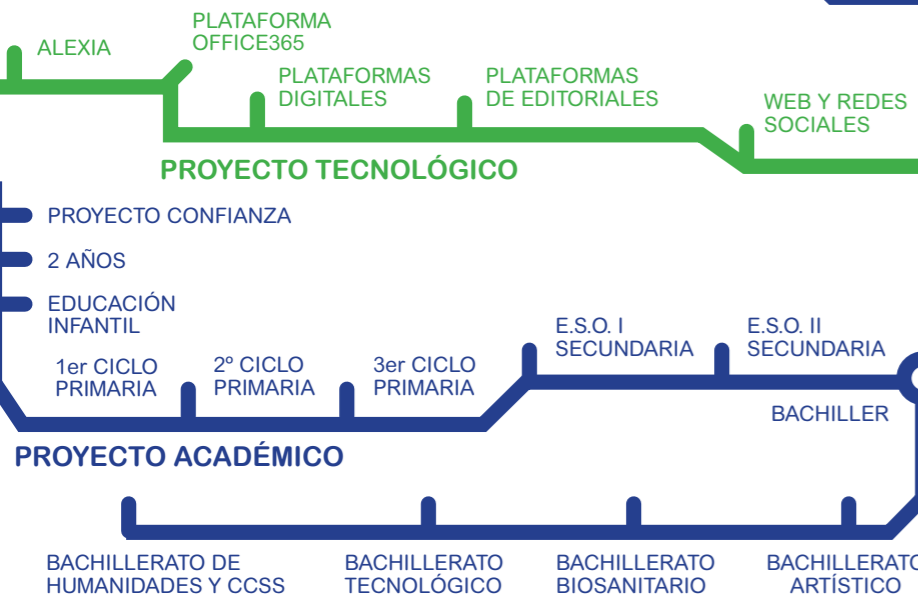 ALEXIA
PLATAFORMA
OFFICE365
PLATAFORMAS
DIGITALES
PLATAFORMAS
DE EDITORIALES
WEB Y REDES
SOCIALES
PROYECTO TECNOLÓGICO
PROYECTO CONFIANZA
2 AÑOS
EDUCACIÓN
INFANTIL
1er CICLO
PRIMARIA
2º CICLO
PRIMARIA
3er CICLO
PRIMARIA
E.S.O. I
SECUNDARIA
E.S.O. II
SECUNDARIA
BACHILLER
PROYECTO ACADÉMICO
BACHILLERATO DE
HUMANIDADES Y CCSS
BACHILLERATO
TECNOLÓGICO
BACHILLERATO
BIOSANITARIO
BACHILLERATO
ARTÍSTICO